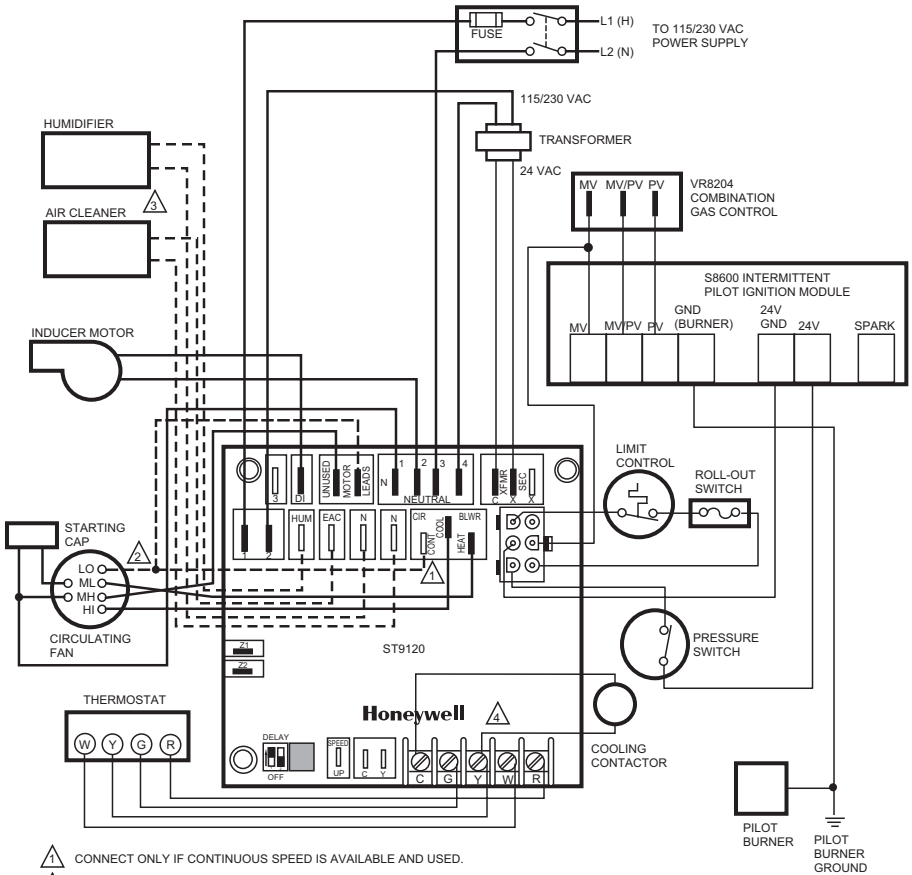 FUSE
L1 (H)
L2 (N)
TO 115/230 VAC
POWER SUPPLY
115/230 VAC
TRANSFORMER
24 VAC
HUMIDIFIER
3
AIR CLEANER
INDUCER MOTOR
MV MV/PV PV
VR8204
COMBINATION
GAS CONTROL
S8600 INTERMITTENT
PILOT IGNITION MODULE
MV MV/PV PV
GND
(BURNER)
24V
GND
24V
SPARK
3
DI
UNUSED
MOTOR
LEADS
N
1 2 3 4
NEUTRAL
XFMR
SEC
C X X
1 2
HUM
EAC
N
N
CIR
BLWR
CONT
COOL
HEAT
1
LIMIT
CONTROL
ROLL-OUT
SWITCH
STARTING
CAP
2
LO
ML
MH
HI
CIRCULATING
FAN
ST9120
Z1
Z2
PRESSURE
SWITCH
THERMOSTAT
W Y G R
Honeywell
4
DELAY
OFF
SPEED
UP
C Y
C G Y W R
COOLING
CONTACTOR
PILOT
BURNER
PILOT
BURNER
GROUND
1 CONNECT ONLY IF CONTINUOUS SPEED IS AVAILABLE AND USED.